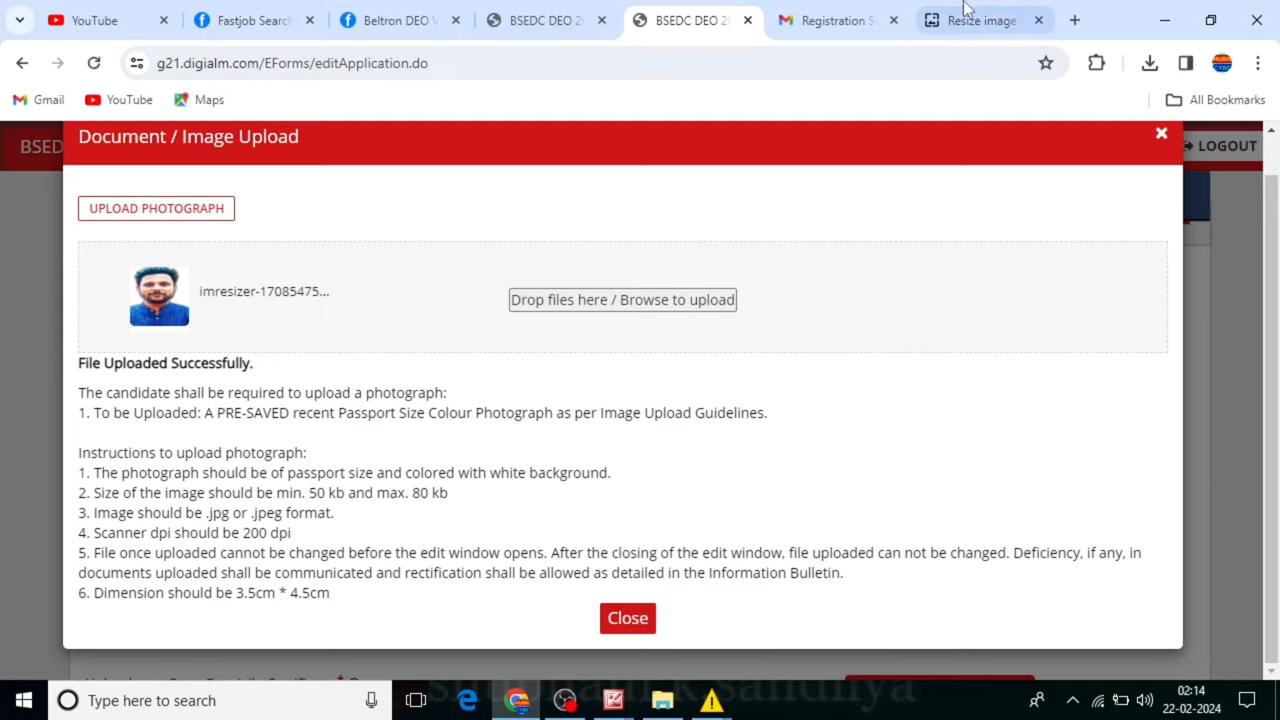 YouTube
Fastjob Search
Beltron DEO V
BSEDC DEO 20
BSEDC DEO 20
Registration S
Resize image
g21.digialm.com/EForms/editApplication.do
Gmail
YouTube
Maps
All Bookmarks
BSED
Document / Image Upload
LOGOUT
UPLOAD PHOTOGRAPH
imresizer-17085475...
Drop files here / Browse to upload
File Uploaded Successfully.
The candidate shall be required to upload a photograph:
1. To be Uploaded: A PRE-SAVED recent Passport Size Colour Photograph as per Image Upload Guidelines.
Instructions to upload photograph:
1. The photograph should be of passport size and colored with white background.
2. Size of the image should be min. 50 kb and max. 80 kb
3. Image should be .jpg or .jpeg format.
4. Scanner dpi should be 200 dpi
5. File once uploaded cannot be changed before the edit window opens. After the closing of the edit window, file uploaded can not be changed. Deficiency, if any, in
documents uploaded shall be communicated and rectification shall be allowed as detailed in the Information Bulletin.
6. Dimension should be 3.5cm * 4.5cm
Close
Type here to search
02:14
22-02-2024